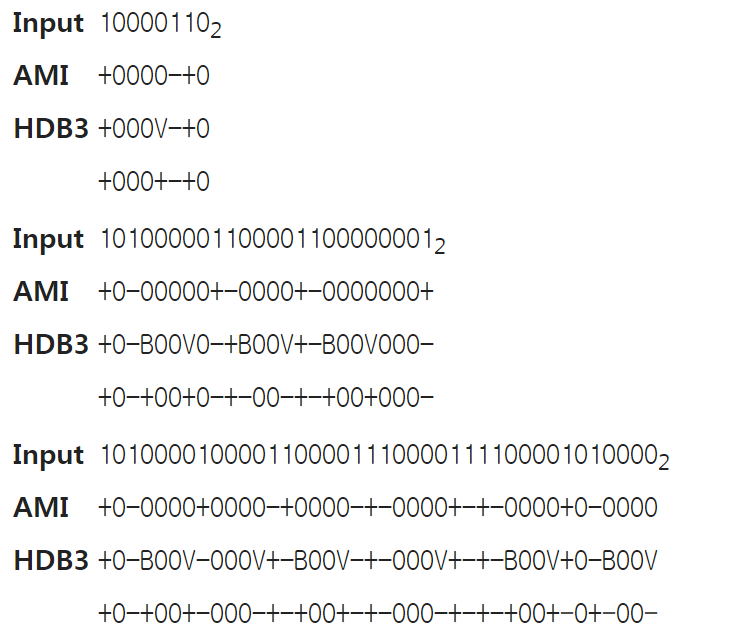 Input 10000110₂
AMI +0000−+0
HDB3 +000V−+0
+000+−+0
Input 101000001100001100000001₂
AMI +0−00000+−0000+−0000000+
HDB3 +0−B00V0−+B00V+−B00V000−
+0−+00+0−+−00−+−+00+000−
Input 1010000100001100001110000111100001010000₂
AMI +0−0000+0000−+0000−+−0000+−+−0000+0−0000
HDB3 +0−B00V−000V+−B00V−+−000V+−+−B00V+0−B00V
+0−+00+−000−+−+00+−+−000−+−+−+00+−0+−00−